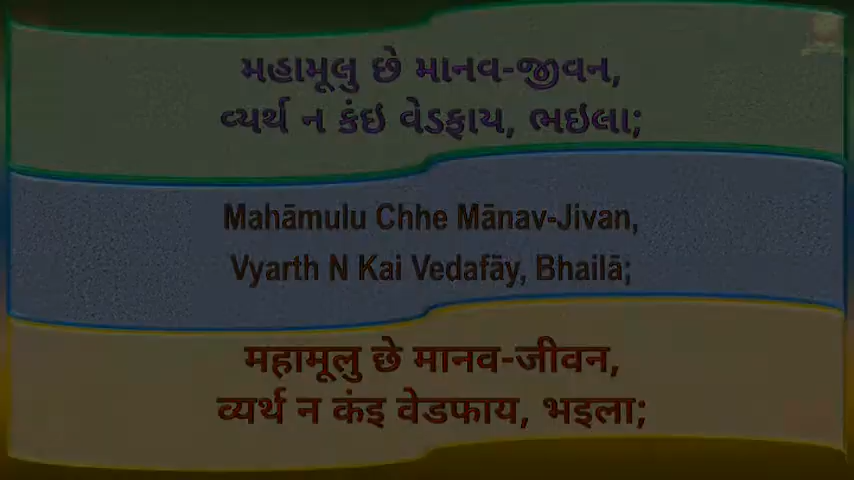 મહામૂલુ છે માનવ-જીવન,
વ્યર્થ ન કંઇ વેડફાય, ભઇલા;
Mahāmulu Chhe Mānav-Jivan,
Vyarth N Kai Vedafāy, Bhailā;
महामूलु छे मानव-जीवन,
व्यर्थ न कंइ वेडफाय, भइला;